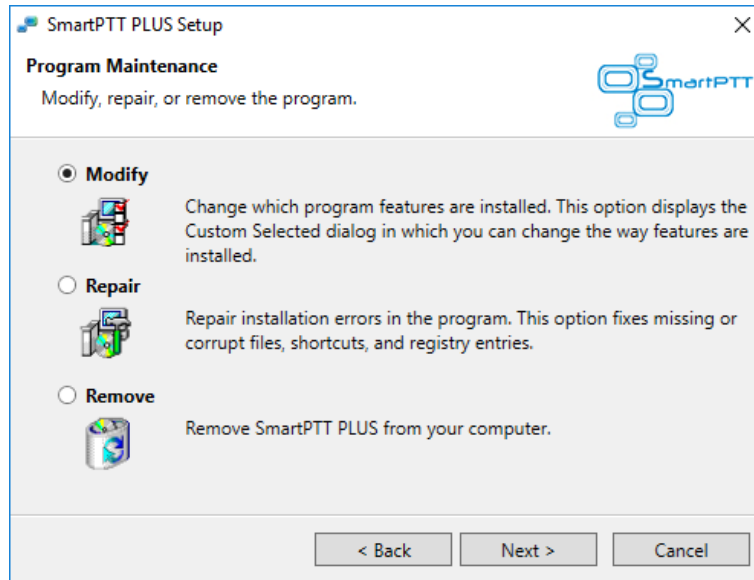 SmartPTT PLUS Setup
Program Maintenance
Modify, repair, or remove the program.
SmartPTT
Modify
Change which program features are installed. This option displays the
Custom Selected dialog in which you can change the way features are
installed.
Repair
Repair installation errors in the program. This option fixes missing or
corrupt files, shortcuts, and registry entries.
Remove
Remove SmartPTT PLUS from your computer.
< Back Next > Cancel